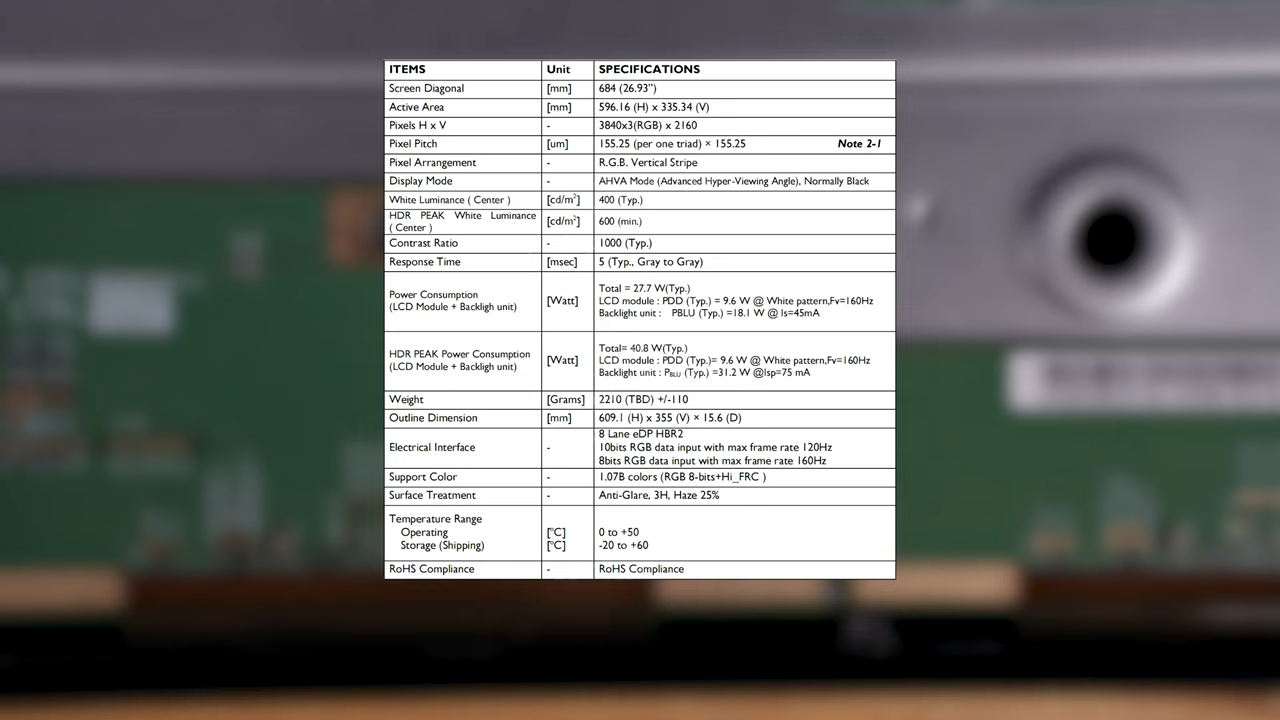 ITEMS Unit SPECIFICATIONS
Screen Diagonal [mm] 684 (26.93”)
Active Area [mm] 596.16 (H) x 335.34 (V)
Pixels H x V - 3840x3(RGB) x 2160
Pixel Pitch [um] 155.25 (per one triad) × 155.25 Note 2-1
Pixel Arrangement - R.G.B. Vertical Stripe
Display Mode - AHVA Mode (Advanced Hyper-Viewing Angle), Normally Black
White Luminance ( Center ) [cd/m²] 400 (Typ.)
HDR PEAK White Luminance
( Center ) [cd/m²] 600 (min.)
Contrast Ratio - 1000 (Typ.)
Response Time [msec] 5 (Typ., Gray to Gray)
Power Consumption
(LCD Module + Backligh unit) [Watt] Total = 27.7 W(Typ.)
LCD module : PDD (Typ.) = 9.6 W @ White pattern,Fv=160Hz
Backlight unit : PBLU (Typ.) =18.1 W @ Is=45mA
HDR PEAK Power Consumption
(LCD Module + Backligh unit) [Watt] Total= 40.8 W(Typ.)
LCD module : PDD (Typ.)= 9.6 W @ White pattern,Fv=160Hz
Backlight unit : PBLU (Typ.) =31.2 W @Isp=75 mA
Weight [Grams] 2210 (TBD) +/-110
Outline Dimension [mm] 609.1 (H) x 355 (V) × 15.6 (D)
Electrical Interface - 8 Lane eDP HBR2
10bits RGB data input with max frame rate 120Hz
8bits RGB data input with max frame rate 160Hz
Support Color - 1.07B colors (RGB 8-bits+Hi_FRC )
Surface Treatment - Anti-Glare, 3H, Haze 25%
Temperature Range
Operating [°C] 0 to +50
Storage (Shipping) [°C] -20 to +60
RoHS Compliance - RoHS Compliance